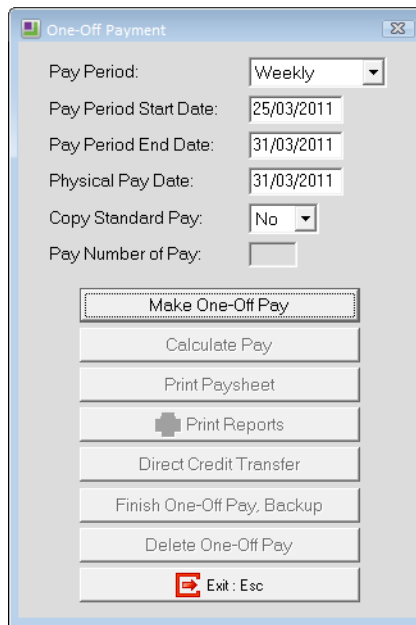 One-Off Payment
Pay Period: Weekly
Pay Period Start Date: 25/03/2011
Pay Period End Date: 31/03/2011
Physical Pay Date: 31/03/2011
Copy Standard Pay: No
Pay Number of Pay:
Make One-Off Pay
Calculate Pay
Print Paysheet
Print Reports
Direct Credit Transfer
Finish One-Off Pay, Backup
Delete One-Off Pay
Exit : Esc